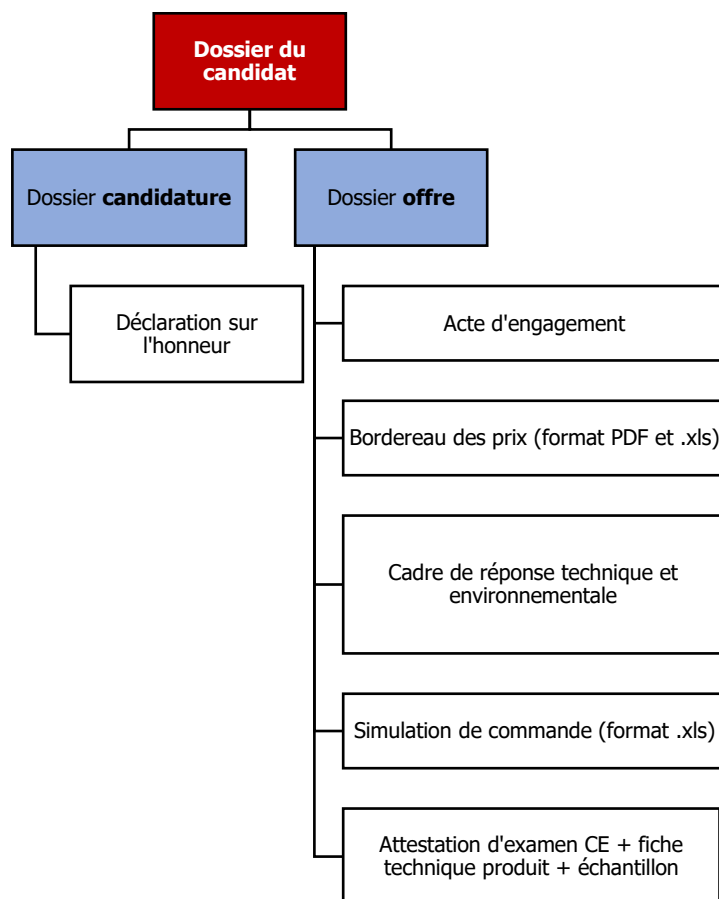 Dossier du
candidat
Dossier candidature
Dossier offre
Déclaration sur
l'honneur
Acte d'engagement
Bordereau des prix (format PDF et .xls)
Cadre de réponse technique et
environnementale
Simulation de commande (format .xls)
Attestation d'examen CE + fiche
technique produit + échantillon